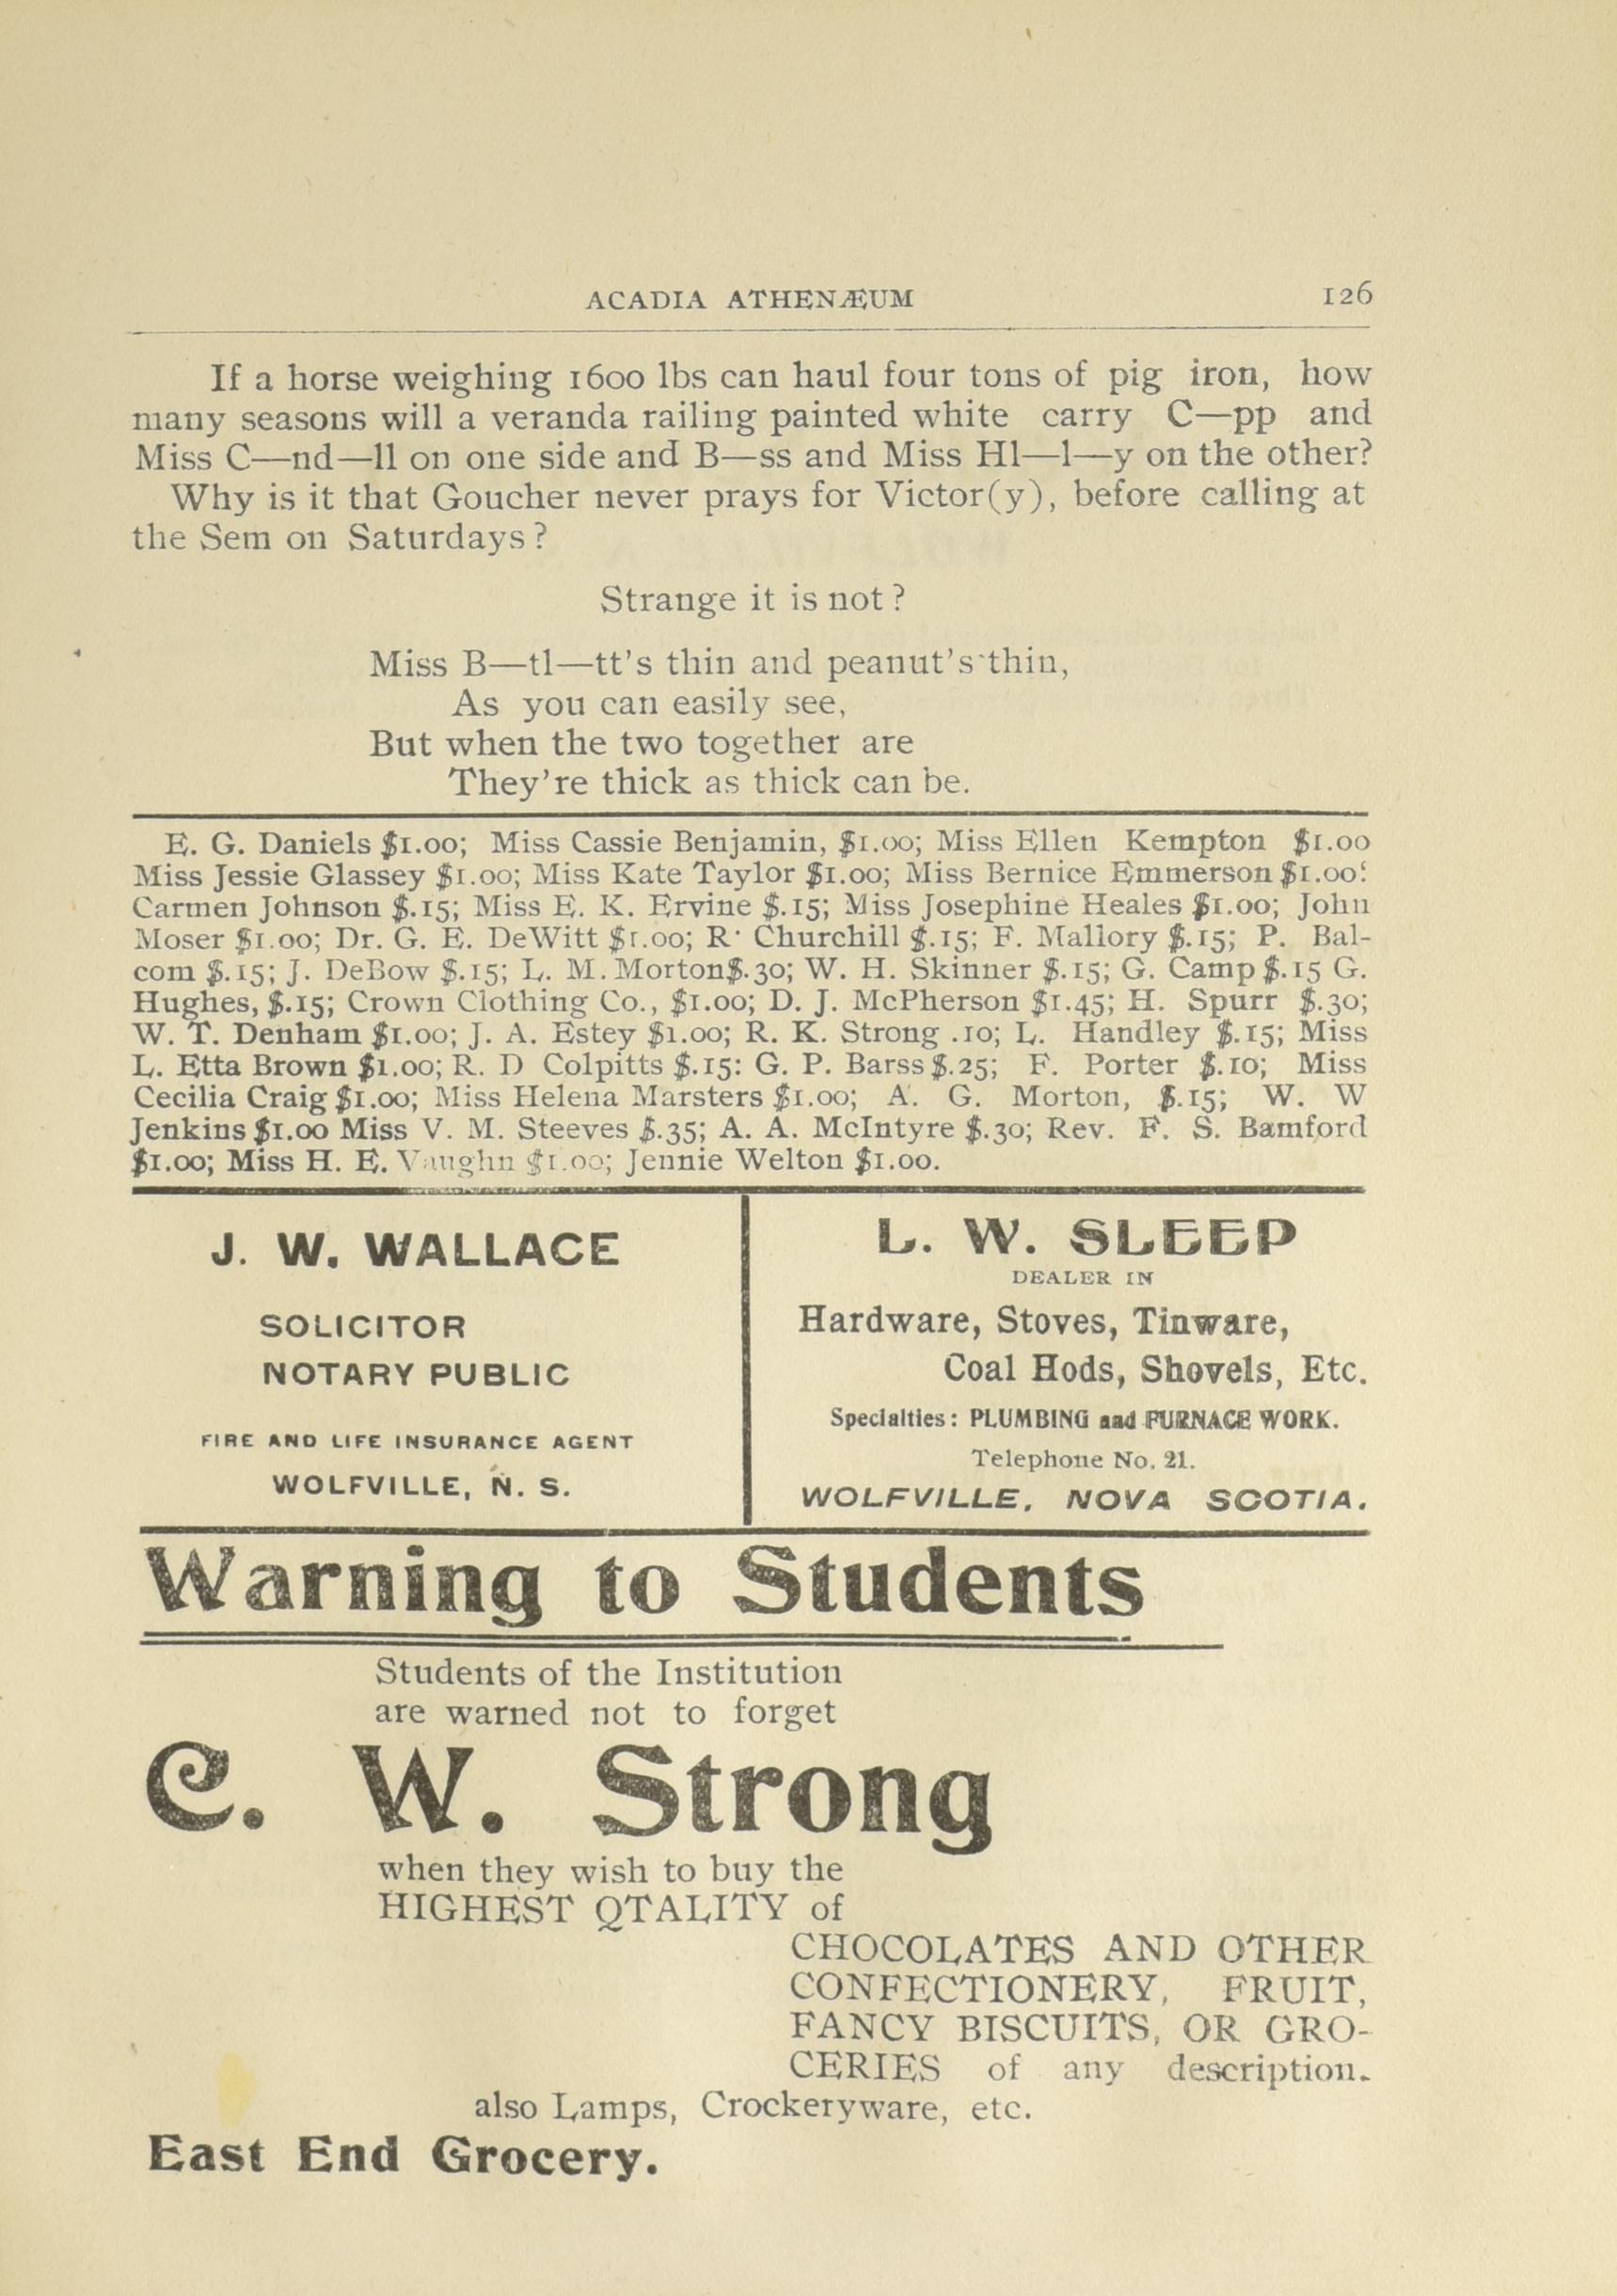 ACADIA ATHENÆUM 126
If a horse weighing 1600 lbs can haul four tons of pig iron, how
many seasons will a veranda railing painted white carry C—pp and
Miss C—nd—ll on one side and B—ss and Miss Hl—l—y on the other?
Why is it that Goucher never prays for Victor(y), before calling at
the Sem on Saturdays?
Strange it is not?
Miss B—tl—tt's thin and peanut's thin,
As you can easily see,
But when the two together are
They're thick as thick can be.
E. G. Daniels $1.00; Miss Cassie Benjamin, $1.00; Miss Ellen Kempton $1.00
Miss Jessie Glassey $1.00; Miss Kate Taylor $1.00; Miss Bernice Emmerson $1.00:
Carmen Johnson $.15; Miss E. K. Ervine $.15; Miss Josephine Heales $1.00; John
Moser $1.00; Dr. G. E. DeWitt $1.00; R· Churchill $.15; F. Mallory $.15; P. Bal-
com $.15; J. DeBow $.15; L. M. Morton$.30; W. H. Skinner $.15; G. Camp $.15 G.
Hughes, $.15; Crown Clothing Co., $1.00; D. J. McPherson $1.45; H. Spurr $.30;
W. T. Denham $1.00; J. A. Estey $1.00; R. K. Strong .10; L. Handley $.15; Miss
L. Etta Brown $1.00; R. D Colpitts $.15: G. P. Barss $.25; F. Porter $.10; Miss
Cecilia Craig $1.00; Miss Helena Marsters $1.00; A. G. Morton, $.15; W. W
Jenkins $1.00 Miss V. M. Steeves $.35; A. A. McIntyre $.30; Rev. F. S. Bamford
$1.00; Miss H. E. Vaughn $1.00; Jennie Welton $1.00.
J. W. WALLACE
SOLICITOR
NOTARY PUBLIC
FIRE AND LIFE INSURANCE AGENT
WOLFVILLE, N. S.
L. W. SLEEP
DEALER IN
Hardware, Stoves, Tinware,
Coal Hods, Shovels, Etc.
Specialties: PLUMBING and FURNACE WORK.
Telephone No. 21.
WOLFVILLE, NOVA SCOTIA.
Warning to Students
Students of the Institution
are warned not to forget
C. W. Strong
when they wish to buy the
HIGHEST QTALITY of
CHOCOLATES AND OTHER
CONFECTIONERY, FRUIT,
FANCY BISCUITS, OR GRO-
CERIES of any description.
also Lamps, Crockeryware, etc.
East End Grocery.